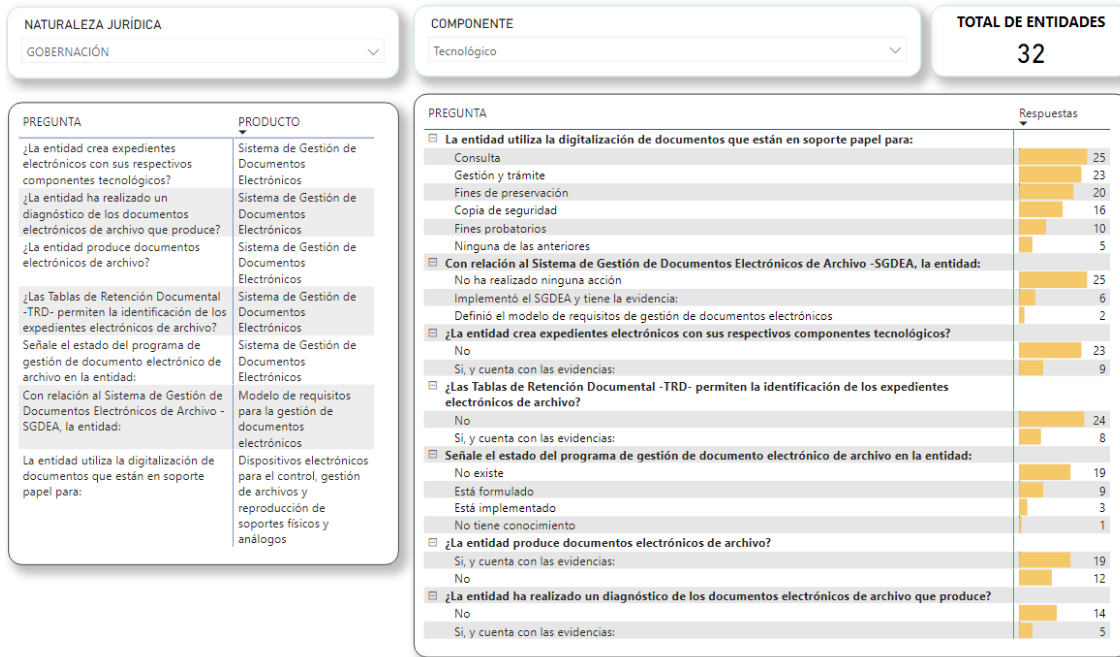 NATURALEZA JURÍDICA
GOBERNACIÓN
COMPONENTE
Tecnológico
TOTAL DE ENTIDADES
32
PREGUNTA PRODUCTO
¿La entidad crea expedientes
electrónicos con sus respectivos
componentes tecnológicos?
Sistema de Gestión de
Documentos
Electrónicos
¿La entidad ha realizado un
diagnóstico de los documentos
electrónicos de archivo que produce?
Sistema de Gestión de
Documentos
Electrónicos
¿La entidad produce documentos
electrónicos de archivo?
Sistema de Gestión de
Documentos
Electrónicos
¿Las Tablas de Retención Documental
-TRD- permiten la identificación de los
expedientes electrónicos de archivo?
Sistema de Gestión de
Documentos
Electrónicos
Señale el estado del programa de
gestión de documento electrónico de
archivo en la entidad:
Sistema de Gestión de
Documentos
Electrónicos
Con relación al Sistema de Gestión de
Documentos Electrónicos de Archivo -
SGDEA, la entidad:
Modelo de requisitos
para la gestión de
documentos
electrónicos
La entidad utiliza la digitalización de
documentos que están en soporte
papel para:
Dispositivos electrónicos
para el control, gestión
de archivos y
reproducción de
soportes físicos y
análogos
PREGUNTA Respuestas
La entidad utiliza la digitalización de documentos que están en soporte papel para:
Consulta 25
Gestión y trámite 23
Fines de preservación 20
Copia de seguridad 16
Fines probatorios 10
Ninguna de las anteriores 5
Con relación al Sistema de Gestión de Documentos Electrónicos de Archivo -SGDEA, la entidad:
No ha realizado ninguna acción 25
Implementó el SGDEA y tiene la evidencia: 6
Definió el modelo de requisitos de gestión de documentos electrónicos 2
¿La entidad crea expedientes electrónicos con sus respectivos componentes tecnológicos?
No 23
Si, y cuenta con las evidencias: 9
¿Las Tablas de Retención Documental -TRD- permiten la identificación de los expedientes
electrónicos de archivo?
No 24
Si, y cuenta con las evidencias: 8
Señale el estado del programa de gestión de documento electrónico de archivo en la entidad:
No existe 19
Está formulado 9
Está implementado 3
No tiene conocimiento 1
¿La entidad produce documentos electrónicos de archivo?
Si, y cuenta con las evidencias: 19
No 12
¿La entidad ha realizado un diagnóstico de los documentos electrónicos de archivo que produce?
No 14
Si, y cuenta con las evidencias: 5